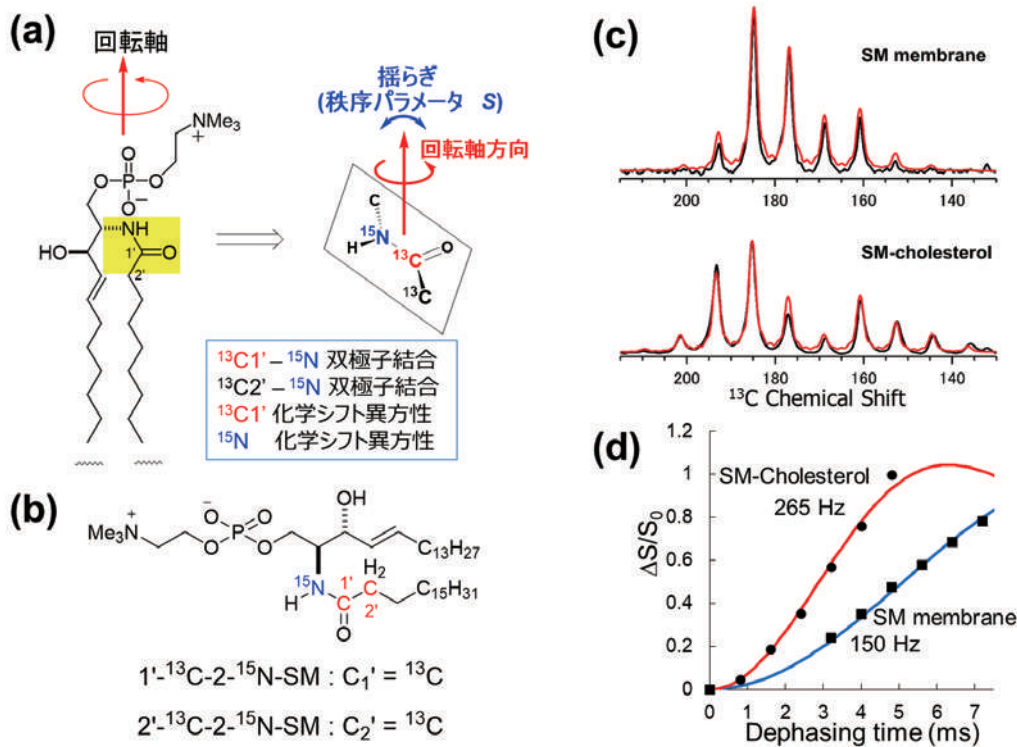 (a)
回転軸
NMe3
+
O
O P O
O−
NH
HO
1'
O
2'
揺らぎ
(秩序パラメータ S)
回転軸方向
C
15N
H
13C
O
13C
13C1'−15N 双極子結合
13C2'−15N 双極子結合
13C1' 化学シフト異方性
15N 化学シフト異方性
(b)
+
Me3N
−O O
P
O O
OH
C13H27
15N
H
1'
C
H2
C
2'
C15H31
O
1'-13C-2-15N-SM : C1' = 13C
2'-13C-2-15N-SM : C2' = 13C
(c)
SM membrane
200 180 160 140
SM-cholesterol
200 180 160 140
13C Chemical Shift
(d)
1.2
1
0.8
0.6
0.4
0.2
0
ΔS/S0
SM-Cholesterol
265 Hz
SM membrane
150 Hz
0 1 2 3 4 5 6 7
Dephasing time (ms)